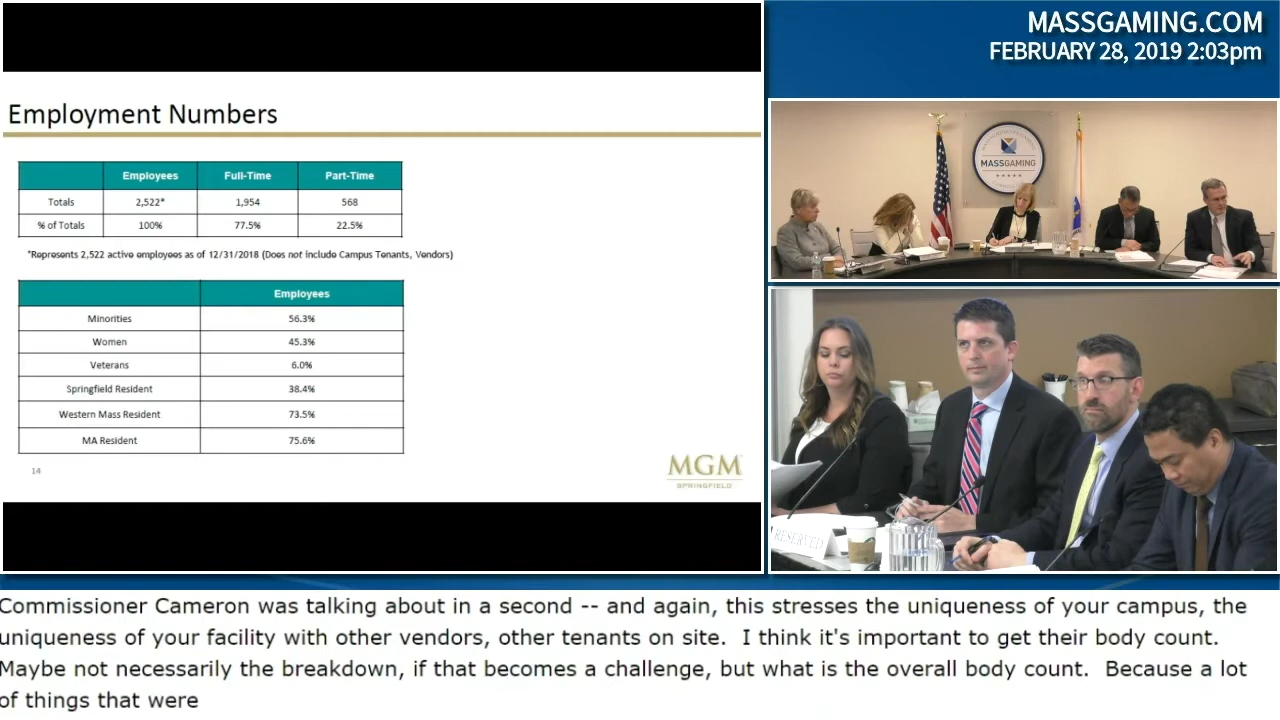 MASSGAMING.COM
FEBRUARY 28, 2019 2:03pm
Employment Numbers
Employees Full-Time Part-Time
Totals 2,522* 1,954 568
% of Totals 100% 77.5% 22.5%
*Represents 2,522 active employees as of 12/31/2018 (Does not include Campus Tenants, Vendors)
Employees
Minorities 56.3%
Women 45.3%
Veterans 6.0%
Springfield Resident 38.4%
Western Mass Resident 73.5%
MA Resident 75.6%
14
MGM
SPRINGFIELD
MASSGAMING
RESERVED
Commissioner Cameron was talking about in a second -- and again, this stresses the uniqueness of your campus, the
uniqueness of your facility with other vendors, other tenants on site.  I think it's important to get their body count.
Maybe not necessarily the breakdown, if that becomes a challenge, but what is the overall body count.  Because a lot
of things that were